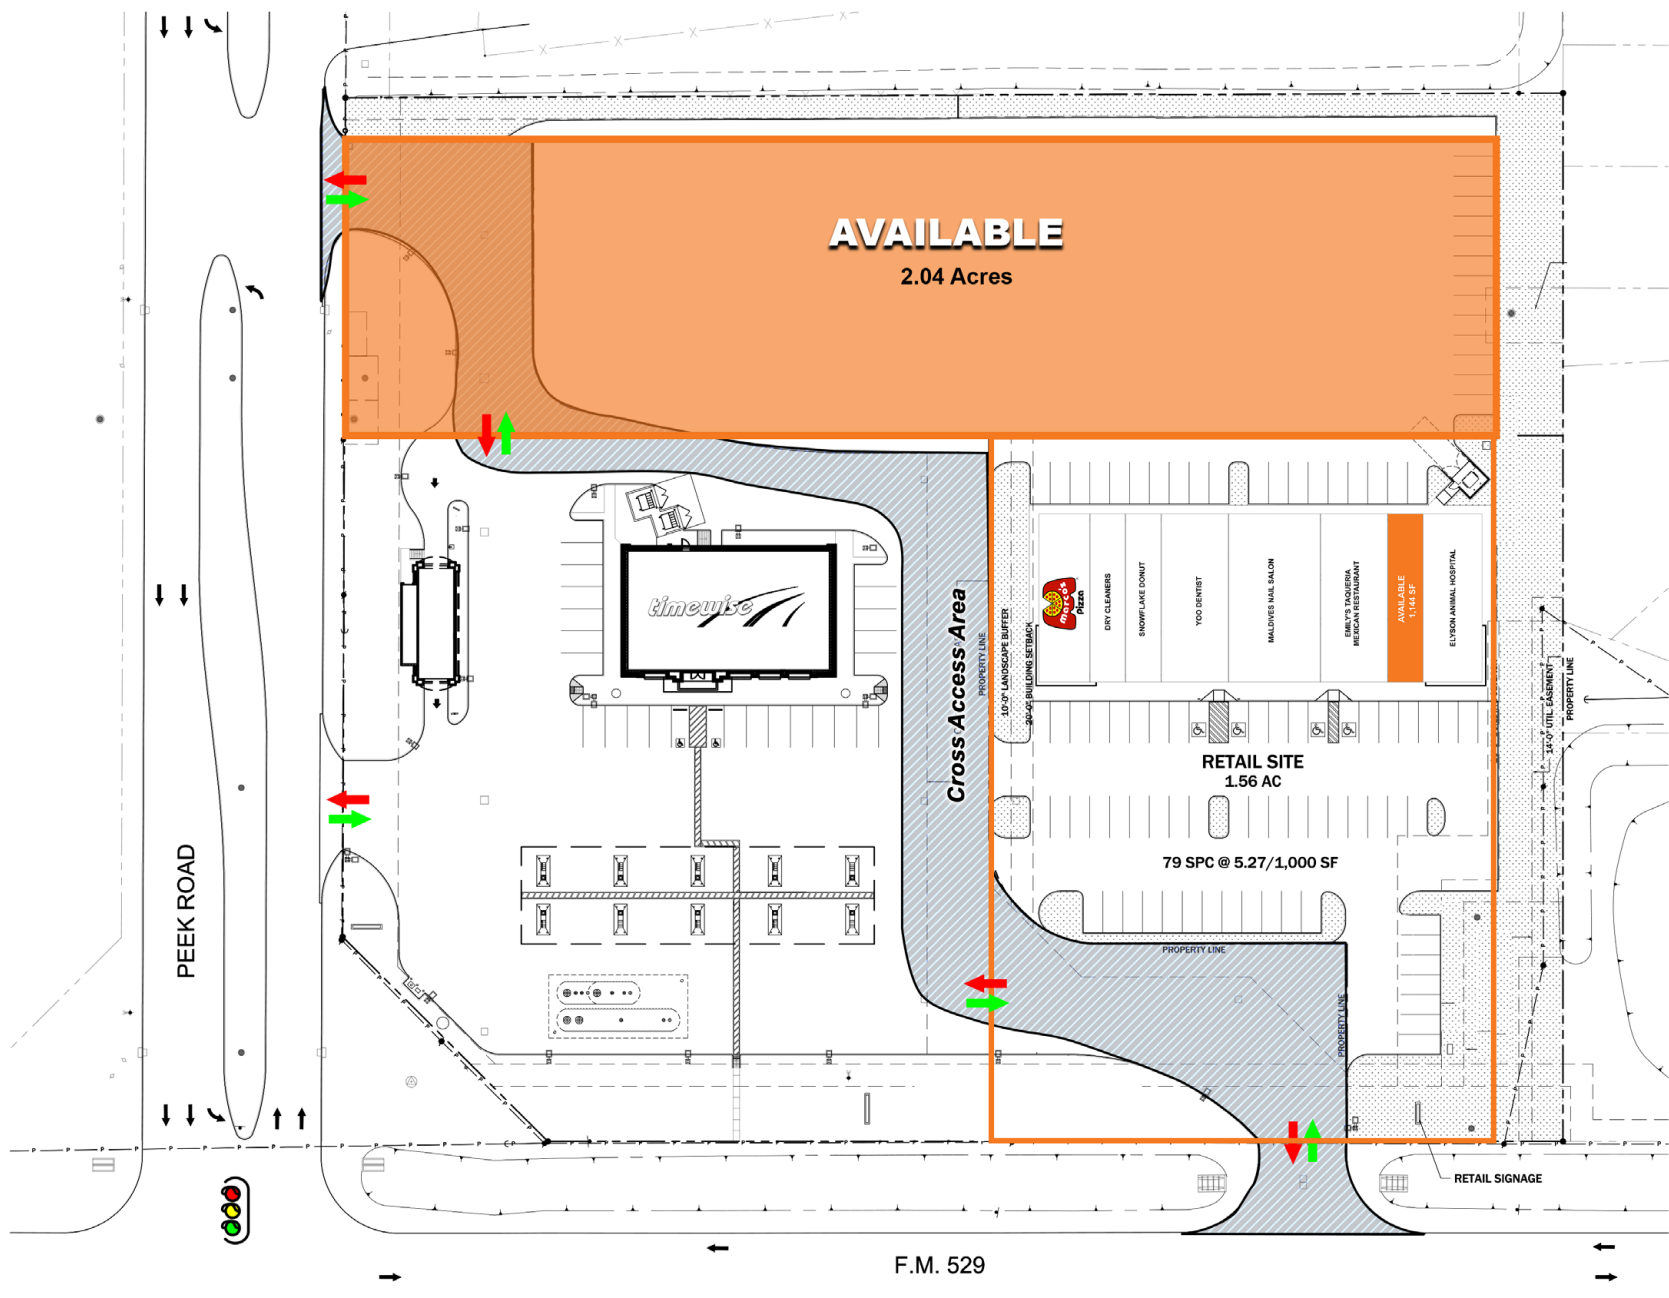 AVAILABLE
2.04 Acres
timewise
Cross Access Area
PROPERTY LINE
10'-0" LANDSCAPE BUFFER
20'-0" BUILDING SETBACK
marco's
Pizza
DRY CLEANERS
SNOWFLAKE DONUT
YOO DENTIST
MALDIVES NAIL SALON
EMILY'S TAQUERIA
MEXICAN RESTAURANT
AVAILABLE
1,144 SF
ELYSON ANIMAL HOSPITAL
14'-0" UTIL EASEMENT
PROPERTY LINE
RETAIL SITE
1.56 AC
79 SPC @ 5.27/1,000 SF
PROPERTY LINE
PROPERTY LINE
PEEK ROAD
RETAIL SIGNAGE
F.M. 529